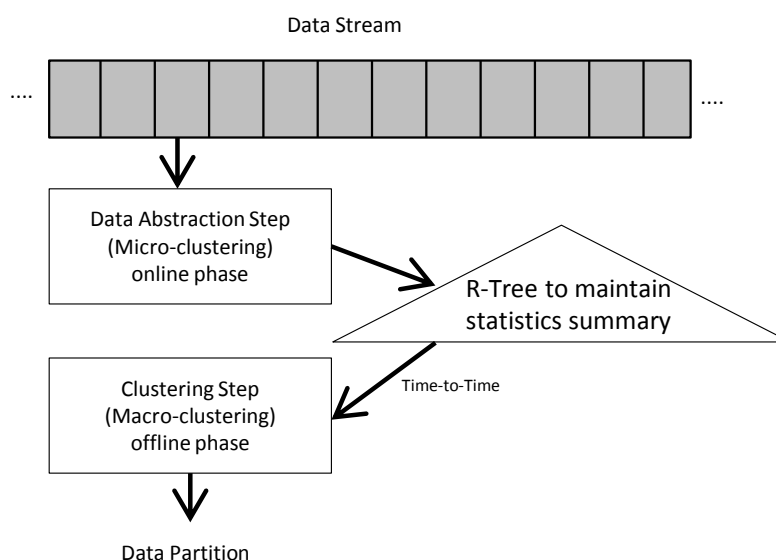 Data Stream
....
....
Data Abstraction Step
(Micro-clustering)
online phase
R-Tree to maintain
statistics summary
Time-to-Time
Clustering Step
(Macro-clustering)
offline phase
Data Partition